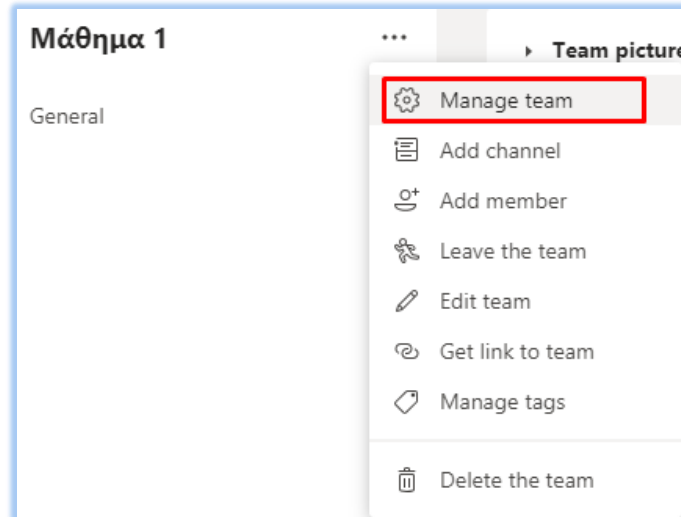 Μάθημα 1
...
Team picture
General
Manage team
Add channel
Add member
Leave the team
Edit team
Get link to team
Manage tags
Delete the team